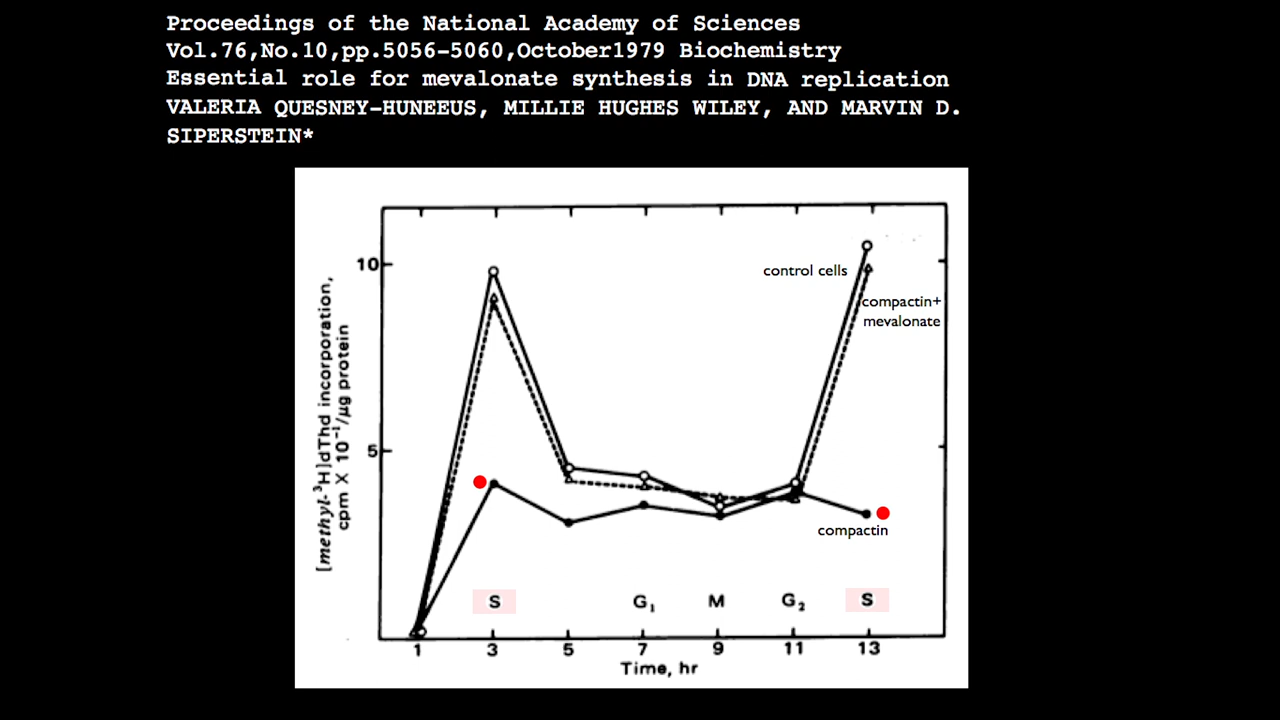 Proceedings of the National Academy of Sciences
Vol.76,No.10,pp.5056-5060,October1979 Biochemistry
Essential role for mevalonate synthesis in DNA replication
VALERIA QUESNEY-HUNEEUS, MILLIE HUGHES WILEY, AND MARVIN D.
SIPERSTEIN*
[methyl-³H]dThd incorporation,
cpm X 10⁻¹/µg protein
10
5
control cells
compactin+
mevalonate
compactin
S G₁ M G₂ S
1 3 5 7 9 11 13
Time, hr